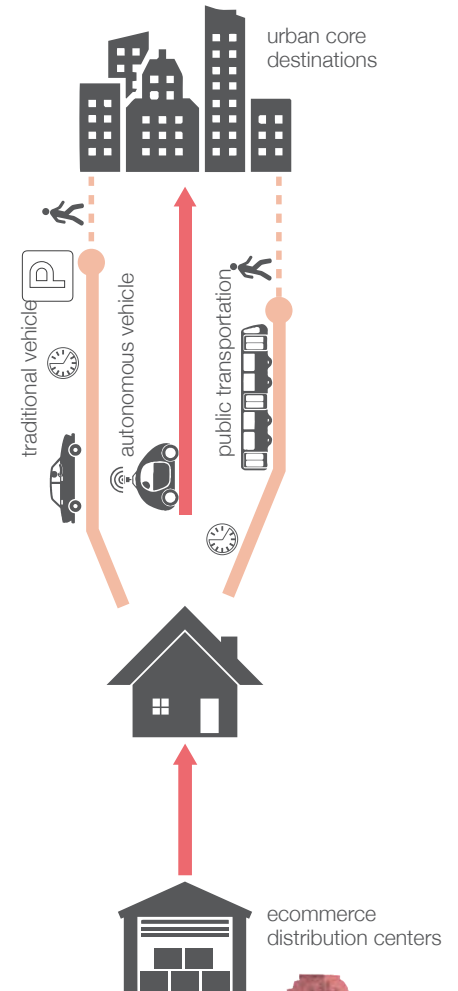 urban core
destinations
P
traditional vehicle
autonomous vehicle
public transportation
ecommerce
distribution centers